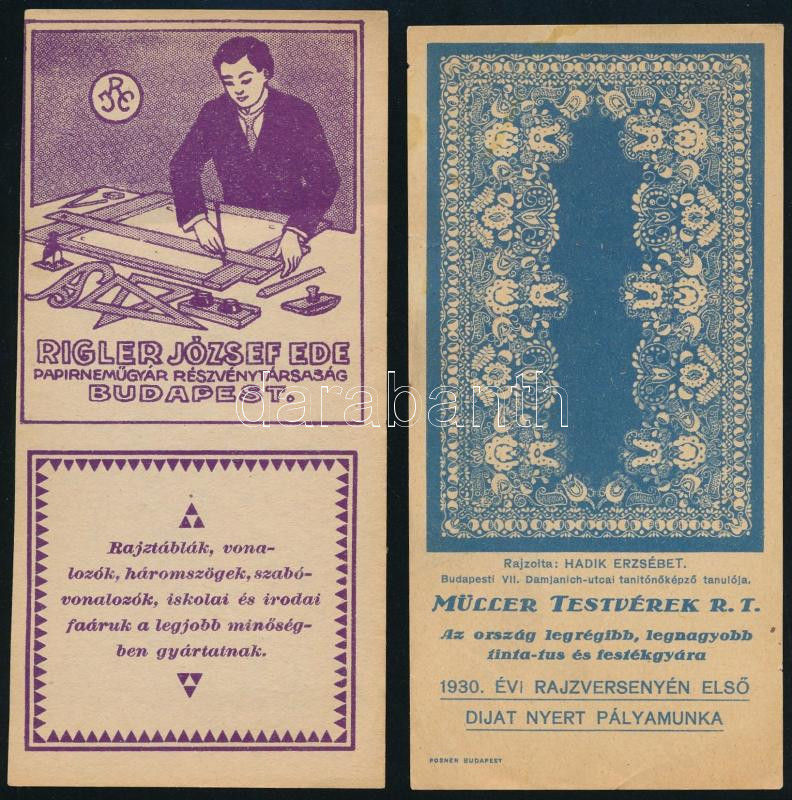 JRE
RIGLER JÓZSEF EDE
PAPIRNEMŰGYÁR RÉSZVÉNYTÁRSASÁG
BUDAPEST.
Rajztáblák, vona-
lozók, háromszögek, szabó-
vonalozók, iskolai és irodai
faáruk a legjobb minőség-
ben gyártatnak.
Rajzolta: HADIK ERZSÉBET.
Budapesti VII. Damjanich-utcai tanitónőképző tanulója.
MÜLLER TESTVÉREK R. T.
Az ország legrégibb, legnagyobb
tinta-tus és festékgyára
1930. ÉVI RAJZVERSENYÉN ELSŐ
DIJAT NYERT PÁLYAMUNKA
POSNER BUDAPEST
darabanth